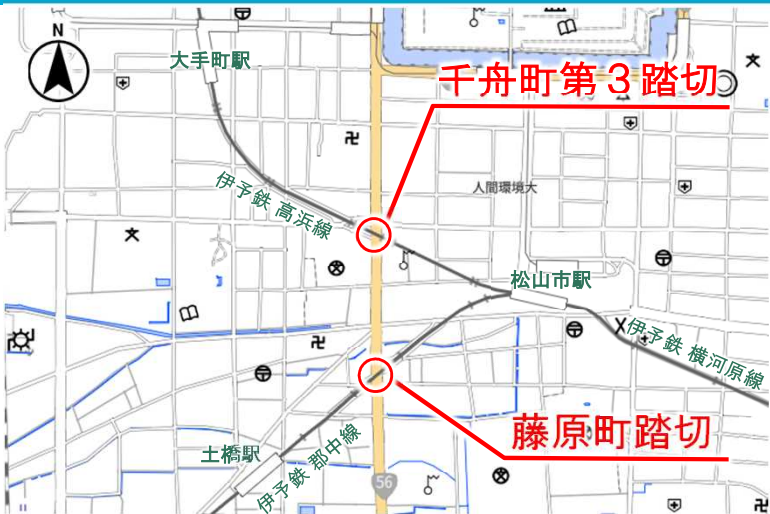 N
大手町駅
千舟町第3踏切
人間環境大
伊予鉄 高浜線
松山市駅
伊予鉄 横河原線
藤原町踏切
土橋駅
伊予鉄 郡中線
56